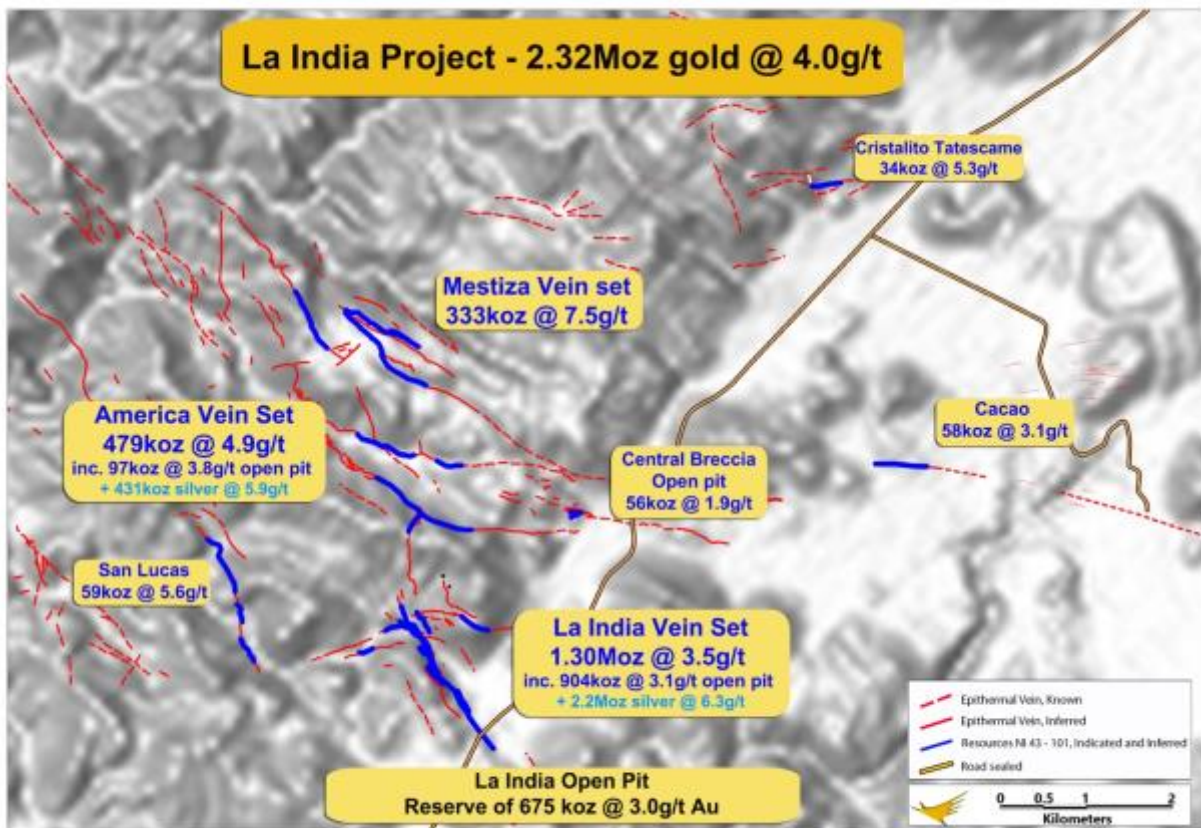 La India Project - 2.32Moz gold @ 4.0g/t
Cristalito Tatescame
34koz @ 5.3g/t
Mestiza Vein set
333koz @ 7.5g/t
America Vein Set
479koz @ 4.9g/t
inc. 97koz @ 3.8g/t open pit
+ 431koz silver @ 5.9g/t
Cacao
58koz @ 3.1g/t
Central Breccia
Open pit
56koz @ 1.9g/t
San Lucas
59koz @ 5.6g/t
La India Vein Set
1.30Moz @ 3.5g/t
inc. 904koz @ 3.1g/t open pit
+ 2.2Moz silver @ 6.3g/t
La India Open Pit
Reserve of 675 koz @ 3.0g/t Au
Epithermal Vein, Known
Epithermal Vein, Inferred
Resources NI 43 - 101, Indicated and Inferred
Road sealed
0 0.5 1 2
Kilometers